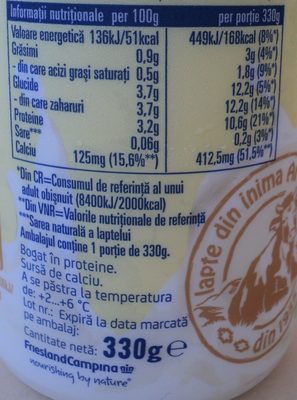 Informații nutriționale per 100g per porție 330g
Valoare energetică 136kJ/51kcal 449kJ/168kcal (8%*)
Grăsimi 0,9g 3g (4%*)
- din care acizi grași saturați 0,5g 1,8g (9%*)
Glucide 3,7g 12,2g (5%*)
- din care zaharuri 3,7g 12,2g (14%*)
Proteine 3,2g 10,6g (21%*)
Sare*** 0,06g 0,2g (3%*)
Calciu 125mg (15,6%**) 412,5mg (51,5%**)
*Din CR=Consumul de referință al unui
adult obișnuit (8400kJ/2000kcal)
**Din VNR=Valorile nutriționale de referință
***Sarea naturală a laptelui
Ambalajul conține 1 porție de 330g.
Bogat în proteine.
Sursă de calciu.
A se păstra la temperatura
de: +2...+6 °C
Lot nr.: Expiră la data marcată
pe ambalaj:
Cantitate netă: 330g e
FrieslandCampina
nourishing by nature
lapte din inima
din